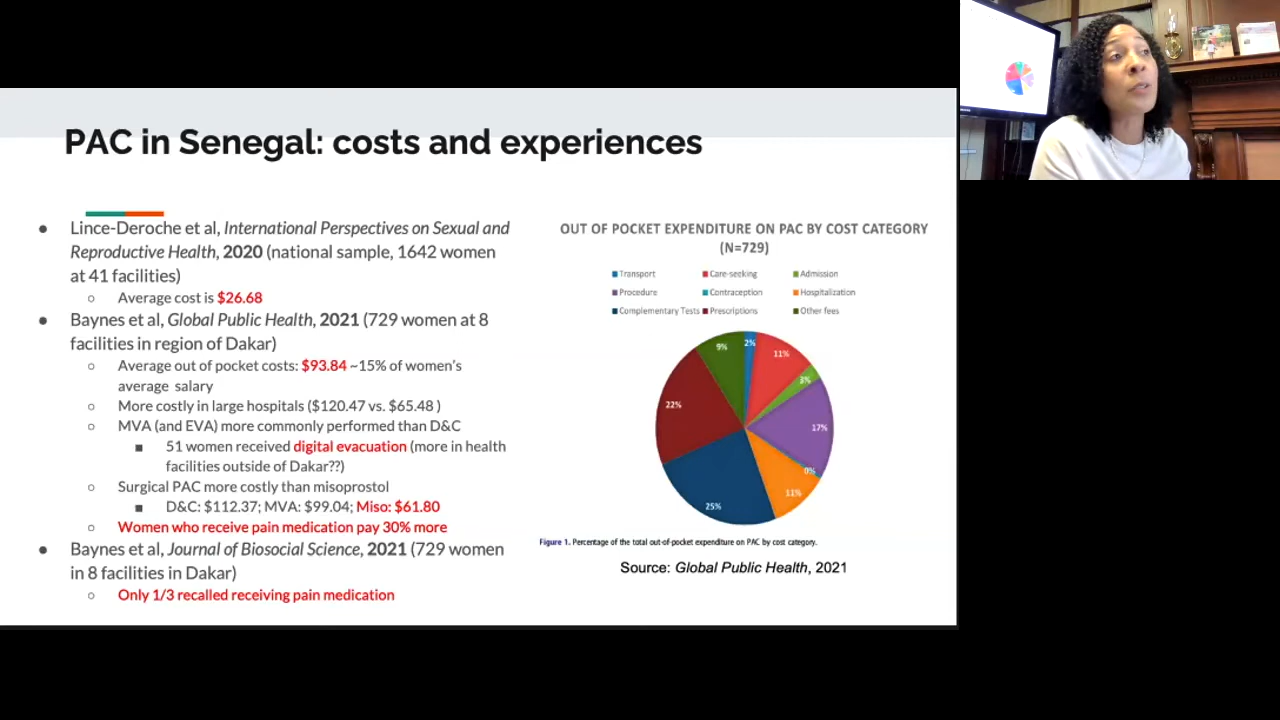 PAC in Senegal: costs and experiences
● Lince-Deroche et al, International Perspectives on Sexual and
Reproductive Health, 2020 (national sample, 1642 women
at 41 facilities)
○ Average cost is $26.68
● Baynes et al, Global Public Health, 2021 (729 women at 8
facilities in region of Dakar)
○ Average out of pocket costs: $93.84 ~15% of women's
average salary
○ More costly in large hospitals ($120.47 vs. $65.48 )
○ MVA (and EVA) more commonly performed than D&C
■ 51 women received digital evacuation (more in health
facilities outside of Dakar??)
○ Surgical PAC more costly than misoprostol
■ D&C: $112.37; MVA: $99.04; Miso: $61.80
○ Women who receive pain medication pay 30% more
● Baynes et al, Journal of Biosocial Science, 2021 (729 women
in 8 facilities in Dakar)
○ Only 1/3 recalled receiving pain medication
OUT OF POCKET EXPENDITURE ON PAC BY COST CATEGORY
(N=729)
Transport Care-seeking Admission
Procedure Contraception Hospitalization
Complementary Tests Prescriptions Other fees
2%
11%
3%
17%
0%
11%
25%
22%
9%
Figure 1. Percentage of the total out-of-pocket expenditure on PAC by cost category.
Source: Global Public Health, 2021